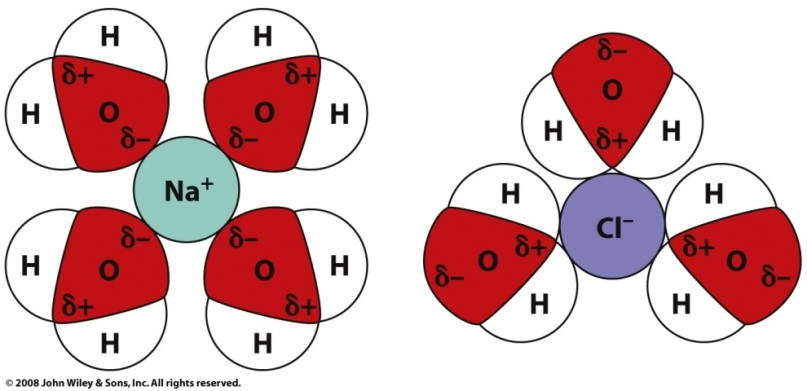 H H
δ+ δ+
H O O H
δ− δ−
Na⁺
δ− δ−
H O O H
δ+ δ+
H H
δ−
O
H δ+ H
Cl⁻
H H
δ− O δ+ δ+ O δ−
H H
© 2008 John Wiley & Sons, Inc. All rights reserved.